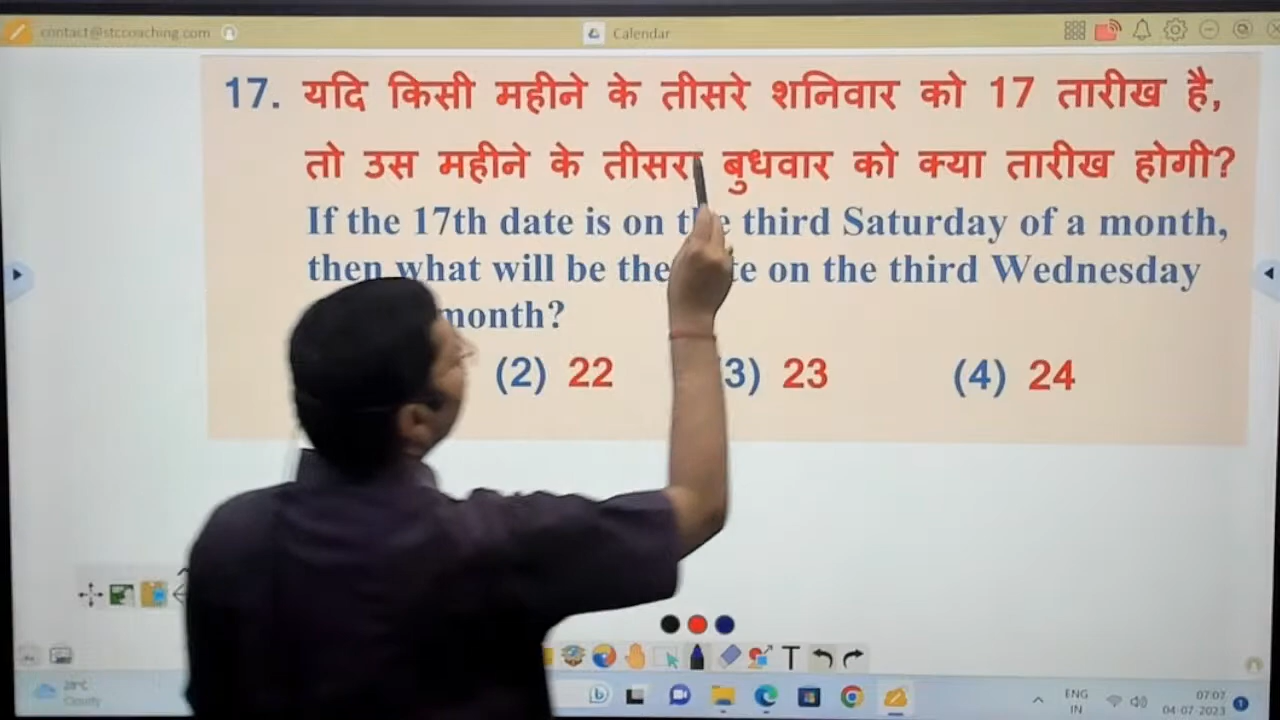 contact@stccoaching.com
Calendar
17. यदि किसी महीने के तीसरे शनिवार को 17 तारीख है,
तो उस महीने के तीसरा बुधवार को क्या तारीख होगी?
If the 17th date is on the third Saturday of a month,
then what will be the on the third Wednesday
month?
(2) 22 3) 23 (4) 24
T
28°C
Cloudy
ENG
IN
07:07
04-07-2023